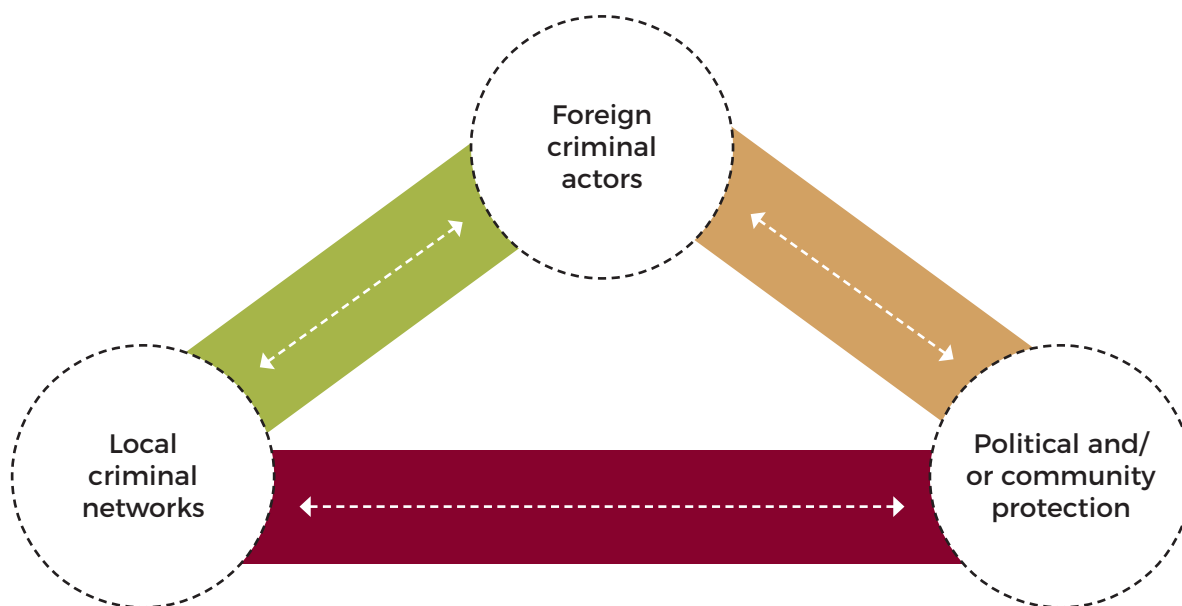 Foreign
criminal
actors
Local
criminal
networks
Political and/
or community
protection